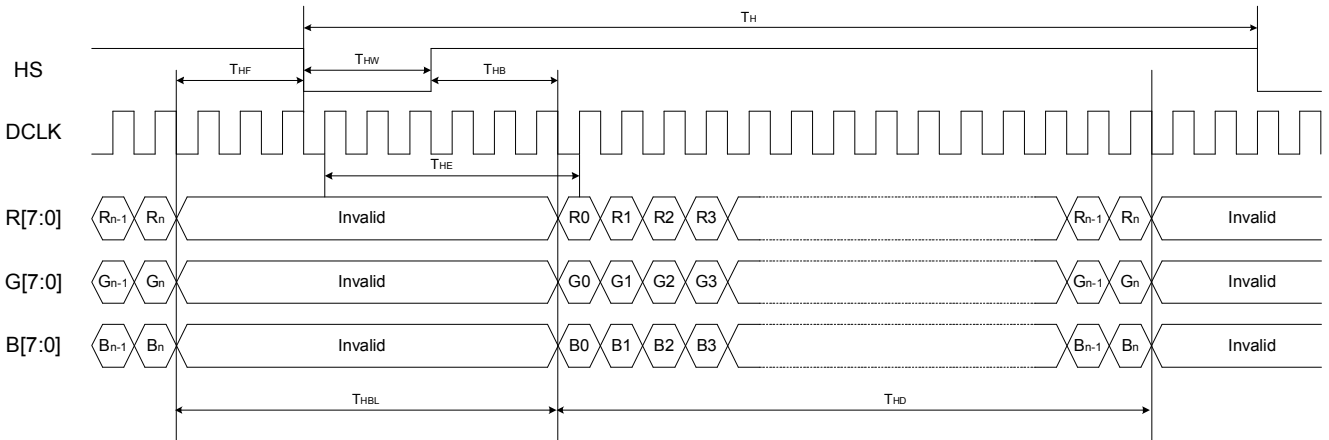 TH
HS
THF
THW
THB
DCLK
THE
R[7:0] Rn-1 Rn Invalid R0 R1 R2 R3 Rn-1 Rn Invalid
G[7:0] Gn-1 Gn Invalid G0 G1 G2 G3 Gn-1 Gn Invalid
B[7:0] Bn-1 Bn Invalid B0 B1 B2 B3 Bn-1 Bn Invalid
THBL
THD